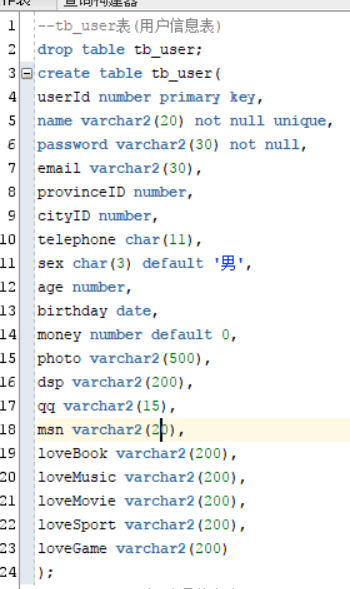 查询构建器
1 --tb_user表(用户信息表)
2 drop table tb_user;
3 create table tb_user(
4 userId number primary key,
5 name varchar2(20) not null unique,
6 password varchar2(30) not null,
7 email varchar2(30),
8 provinceID number,
9 cityID number,
10 telephone char(11),
11 sex char(3) default '男',
12 age number,
13 birthday date,
14 money number default 0,
15 photo varchar2(500),
16 dsp varchar2(200),
17 qq varchar2(15),
18 msn varchar2(20),
19 loveBook varchar2(200),
20 loveMusic varchar2(200),
21 loveMovie varchar2(200),
22 loveSport varchar2(200),
23 loveGame varchar2(200)
24 );